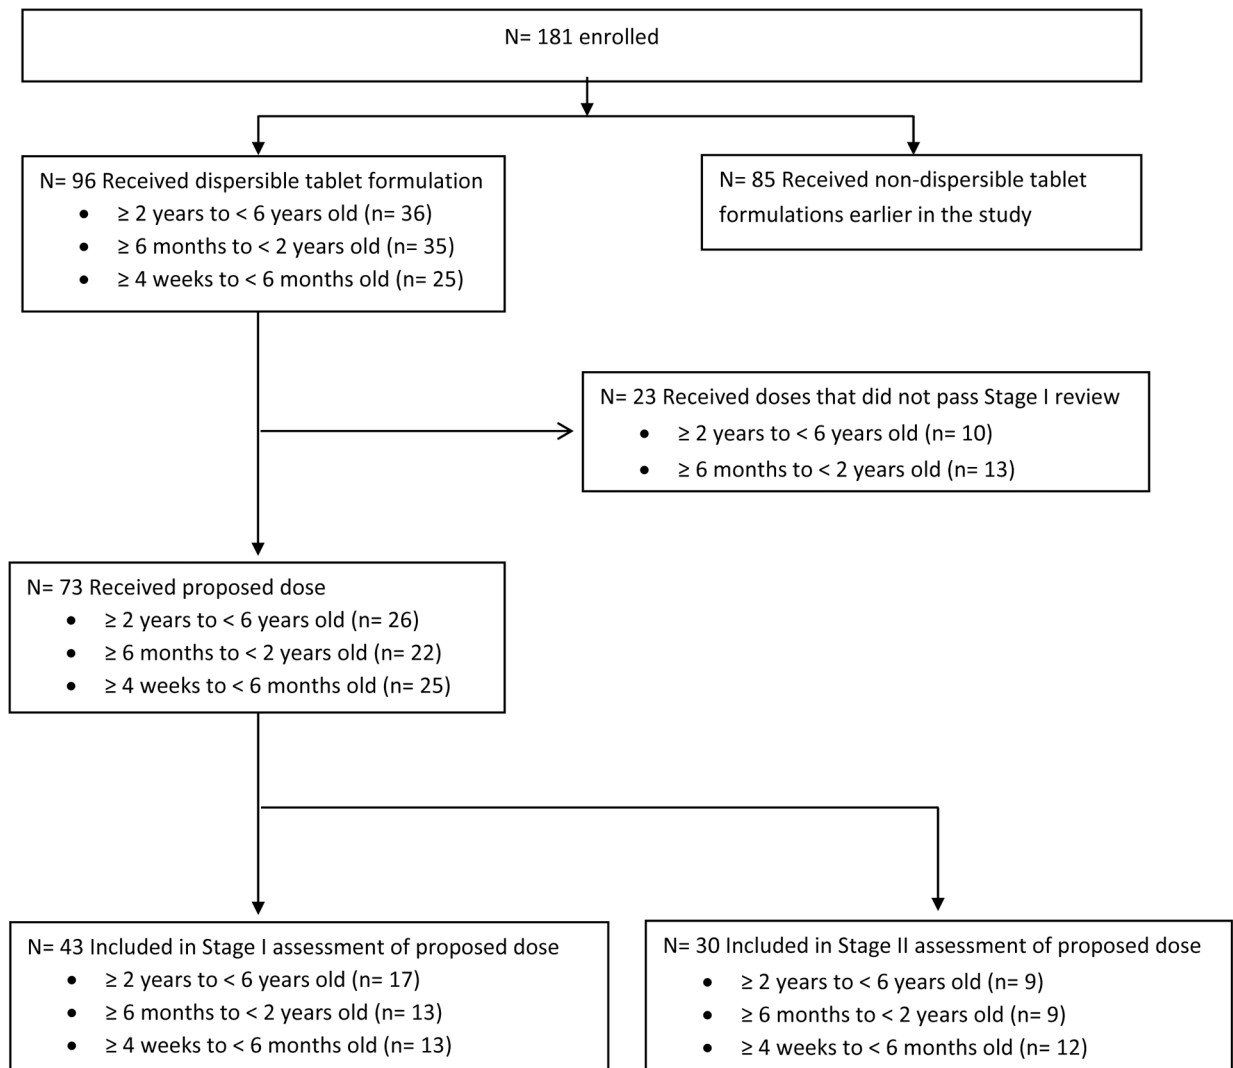 N= 181 enrolled
N= 96 Received dispersible tablet formulation
• ≥ 2 years to < 6 years old (n= 36)
• ≥ 6 months to < 2 years old (n= 35)
• ≥ 4 weeks to < 6 months old (n= 25)
N= 85 Received non-dispersible tablet
formulations earlier in the study
N= 23 Received doses that did not pass Stage I review
• ≥ 2 years to < 6 years old (n= 10)
• ≥ 6 months to < 2 years old (n= 13)
N= 73 Received proposed dose
• ≥ 2 years to < 6 years old (n= 26)
• ≥ 6 months to < 2 years old (n= 22)
• ≥ 4 weeks to < 6 months old (n= 25)
N= 43 Included in Stage I assessment of proposed dose
• ≥ 2 years to < 6 years old (n= 17)
• ≥ 6 months to < 2 years old (n= 13)
• ≥ 4 weeks to < 6 months old (n= 13)
N= 30 Included in Stage II assessment of proposed dose
• ≥ 2 years to < 6 years old (n= 9)
• ≥ 6 months to < 2 years old (n= 9)
• ≥ 4 weeks to < 6 months old (n= 12)